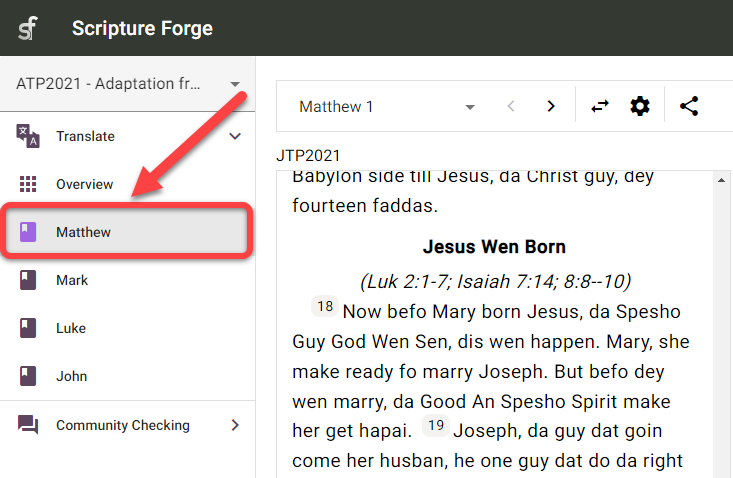 sf Scripture Forge
ATP2021 - Adaptation fr...
Translate
Overview
Matthew
Mark
Luke
John
Community Checking
Matthew 1
JTP2021
Babylon side till Jesus, da Christ guy, dey
fourteen faddas.
Jesus Wen Born
(Luk 2:1-7; Isaiah 7:14; 8:8--10)
18 Now befo Mary born Jesus, da Spesho
Guy God Wen Sen, dis wen happen. Mary, she
make ready fo marry Joseph. But befo dey
wen marry, da Good An Spesho Spirit make
her get hapai. 19 Joseph, da guy dat goin
come her husban, he one guy dat do da right